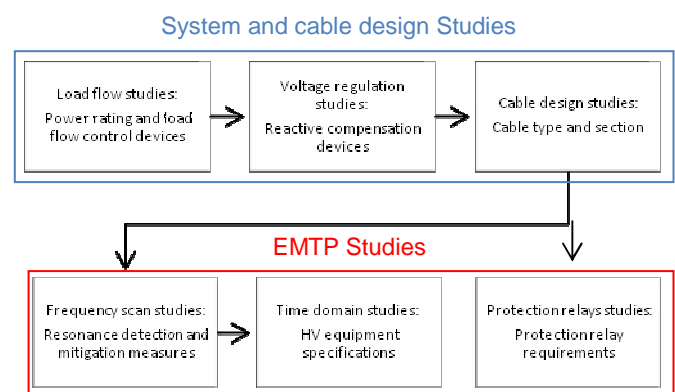 System and cable design Studies
Load flow studies:
Power rating and load
flow control devices
Voltage regulation
studies:
Reactive compensation
devices
Cable design studies:
Cable type and section
EMTP Studies
Frequency scan studies:
Resonance detection and
mitigation measures
Time domain studies:
HV equipment
specifications
Protection relays studies:
Protection relay
requirements